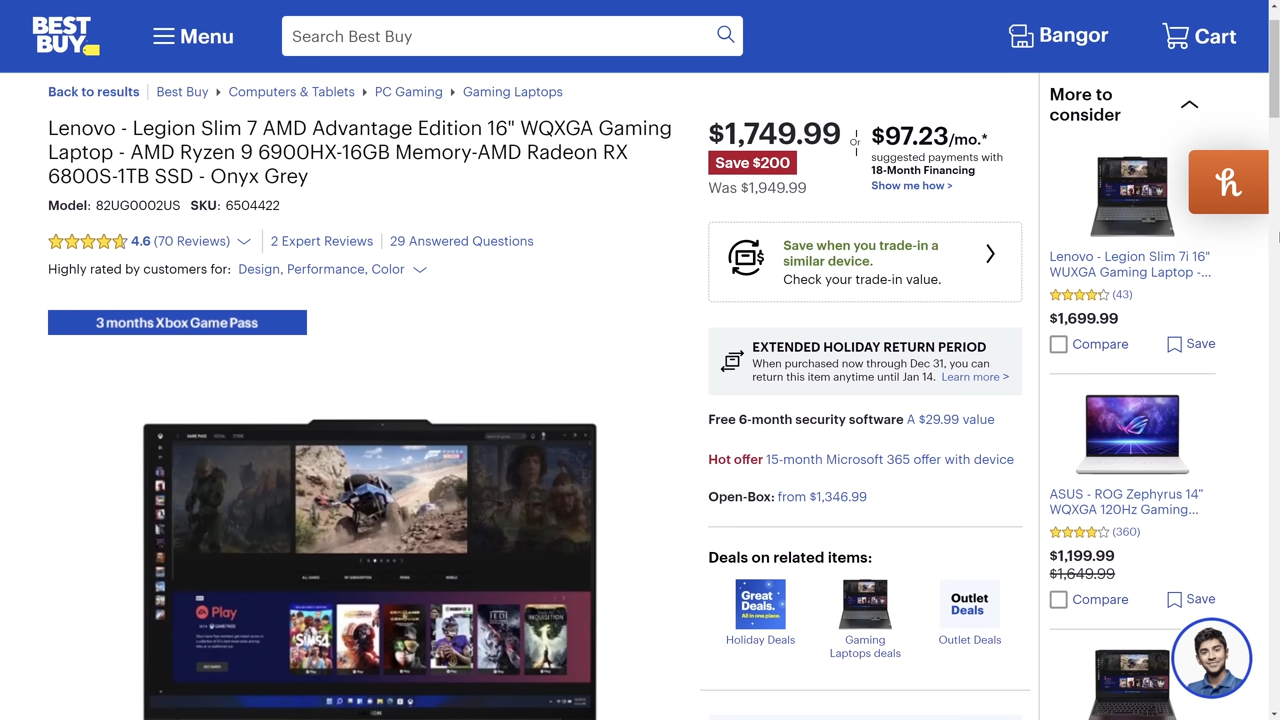 BEST
BUY
Menu
Search Best Buy
Bangor
Cart
Back to results
Best Buy
Computers & Tablets
PC Gaming
Gaming Laptops
Lenovo - Legion Slim 7 AMD Advantage Edition 16" WQXGA Gaming
Laptop - AMD Ryzen 9 6900HX-16GB Memory-AMD Radeon RX
6800S-1TB SSD - Onyx Grey
Model: 82UG0002US SKU: 6504422
4.6 (70 Reviews)
2 Expert Reviews
29 Answered Questions
Highly rated by customers for: Design, Performance, Color
3 months Xbox Game Pass
EA Play
SIMS4
INQUISITION
$1,749.99
Save $200
Was $1,949.99
Or
$97.23/mo.*
suggested payments with
18-Month Financing
Show me how >
Save when you trade-in a
similar device.
Check your trade-in value.
EXTENDED HOLIDAY RETURN PERIOD
When purchased now through Dec 31, you can
return this item anytime until Jan 14. Learn more >
Free 6-month security software A $29.99 value
Hot offer 15-month Microsoft 365 offer with device
Open-Box: from $1,346.99
Deals on related items:
Great
Deals.
All in one place.
Holiday Deals
Gaming
Laptops deals
Outlet
Deals
Outlet Deals
More to
consider
h
Lenovo - Legion Slim 7i 16"
WUXGA Gaming Laptop -...
(43)
$1,699.99
Compare
Save
ASUS - ROG Zephyrus 14"
WQXGA 120Hz Gaming...
(360)
$1,199.99
$1,649.99
Compare
Save